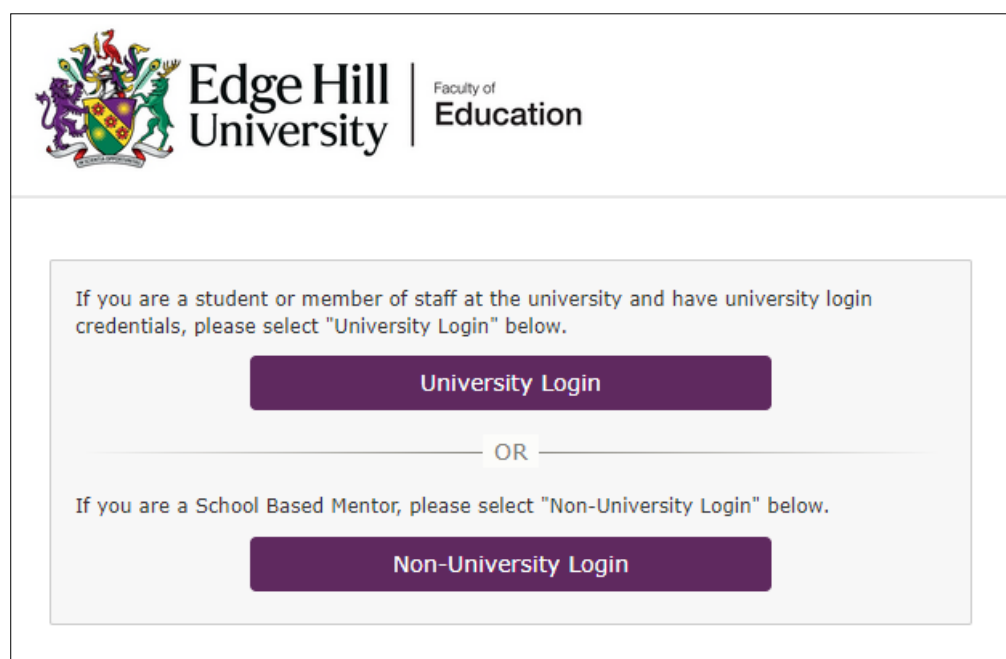 Edge Hill
University
Faculty of
Education
If you are a student or member of staff at the university and have university login
credentials, please select "University Login" below.
University Login
OR
If you are a School Based Mentor, please select "Non-University Login" below.
Non-University Login